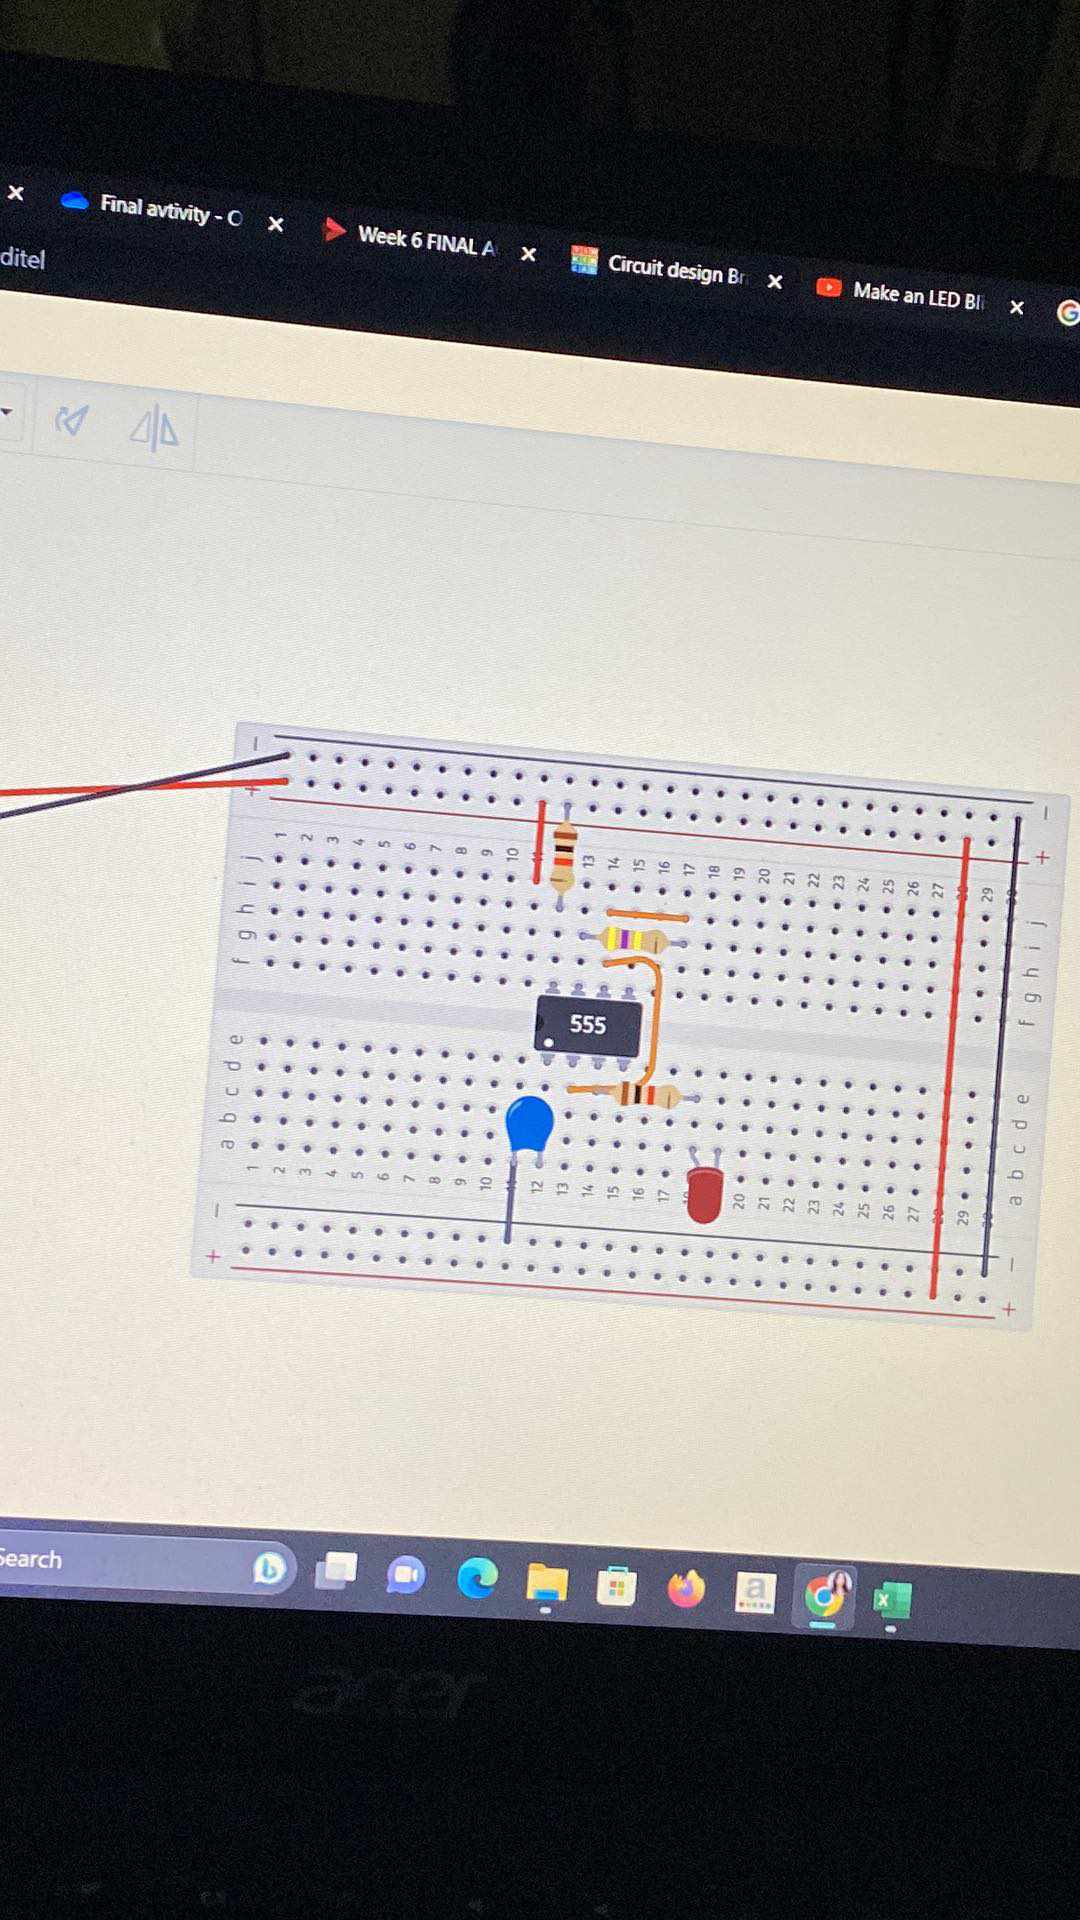 Final avtivity - O
Week 6 FINAL A
Circuit design Br
Make an LED Bli
ditel
− −
+ +
1 2 3 4 5 6 7 8 9 10 13 14 15 16 17 18 19 20 21 22 23 24 25 26 27 29
j j
i i
h h
g g
f f
555
e e
d d
c c
b b
a a
1 2 3 4 5 6 7 8 9 10 12 13 14 15 16 17 20 21 22 23 24 25 26 27 29
− −
+ +
Search
b
a
X
acer